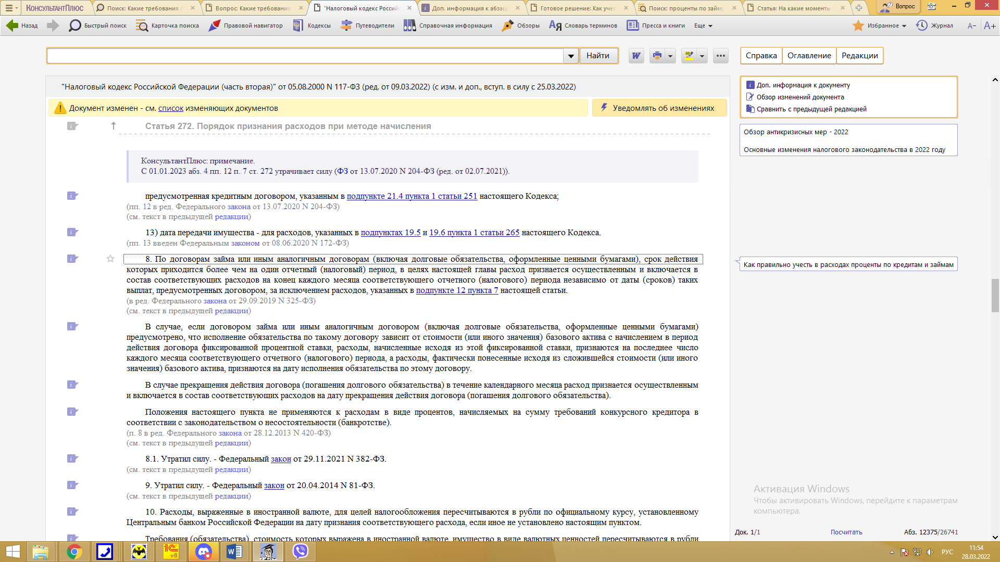 КонсультантПлюс
Поиск: Какие требования п
Вопрос: Какие требования
"Налоговый кодекс Российс
Доп. информация к абзацу
Готовое решение: Как учес
Поиск: проценты по займу
Статья: На какие моменты
Вопрос
Назад
Быстрый поиск
Карточка поиска
Правовой навигатор
Кодексы
Путеводители
Справочная информация
Обзоры
Словарь терминов
Пресса и книги
Еще
Избранное
Журнал
А-
А+
Найти
Справка
Оглавление
Редакции
"Налоговый кодекс Российской Федерации (часть вторая)" от 05.08.2000 N 117-ФЗ (ред. от 09.03.2022) (с изм. и доп., вступ. в силу с 25.03.2022)
Документ изменен - см. список изменяющих документов
Уведомлять об изменениях
Статья 272. Порядок признания расходов при методе начисления
КонсультантПлюс: примечание.
С 01.01.2023 абз. 4 пп. 12 п. 7 ст. 272 утрачивает силу (ФЗ от 13.07.2020 N 204-ФЗ (ред. от 02.07.2021)).
предусмотренная кредитным договором, указанным в подпункте 21.4 пункта 1 статьи 251 настоящего Кодекса;
(пп. 12 в ред. Федерального закона от 13.07.2020 N 204-ФЗ)
(см. текст в предыдущей редакции)
13) дата передачи имущества - для расходов, указанных в подпунктах 19.5 и 19.6 пункта 1 статьи 265 настоящего Кодекса.
(пп. 13 введен Федеральным законом от 08.06.2020 N 172-ФЗ)
8. По договорам займа или иным аналогичным договорам (включая долговые обязательства, оформленные ценными бумагами), срок действия
которых приходится более чем на один отчетный (налоговый) период, в целях настоящей главы расход признается осуществленным и включается в
состав соответствующих расходов на конец каждого месяца соответствующего отчетного (налогового) периода независимо от даты (сроков) таких
выплат, предусмотренных договором, за исключением расходов, указанных в подпункте 12 пункта 7 настоящей статьи.
(в ред. Федерального закона от 29.09.2019 N 325-ФЗ)
(см. текст в предыдущей редакции)
В случае, если договором займа или иным аналогичным договором (включая долговые обязательства, оформленные ценными бумагами)
предусмотрено, что исполнение обязательства по такому договору зависит от стоимости (или иного значения) базового актива с начислением в период
действия договора фиксированной процентной ставки, расходы, начисленные исходя из этой фиксированной ставки, признаются на последнее число
каждого месяца соответствующего отчетного (налогового) периода, а расходы, фактически понесенные исходя из сложившейся стоимости (или иного
значения) базового актива, признаются на дату исполнения обязательства по этому договору.
В случае прекращения действия договора (погашения долгового обязательства) в течение календарного месяца расход признается осуществленным
и включается в состав соответствующих расходов на дату прекращения действия договора (погашения долгового обязательства).
Положения настоящего пункта не применяются к расходам в виде процентов, начисляемых на сумму требований конкурсного кредитора в
соответствии с законодательством о несостоятельности (банкротстве).
(п. 8 в ред. Федерального закона от 28.12.2013 N 420-ФЗ)
(см. текст в предыдущей редакции)
8.1. Утратил силу. - Федеральный закон от 29.11.2021 N 382-ФЗ.
(см. текст в предыдущей редакции)
9. Утратил силу. - Федеральный закон от 20.04.2014 N 81-ФЗ.
(см. текст в предыдущей редакции)
10. Расходы, выраженные в иностранной валюте, для целей налогообложения пересчитываются в рубли по официальному курсу, установленному
Центральным банком Российской Федерации на дату признания соответствующего расхода, если иное не установлено настоящим пунктом.
Требования (обязательства), стоимость которых выражена в иностранной валюте, имущество в виде валютных ценностей пересчитываются в рубли
Доп. информация к документу
Обзор изменений документа
Сравнить с предыдущей редакцией
Обзор антикризисных мер - 2022
Основные изменения налогового законодательства в 2022 году
Как правильно учесть в расходах проценты по кредитам и займам
Активация Windows
Чтобы активировать Windows, перейдите к параметрам
компьютера.
Док. 1/1
Посчитать
Абз. 12375/26741
РУС
11:54
28.03.2022